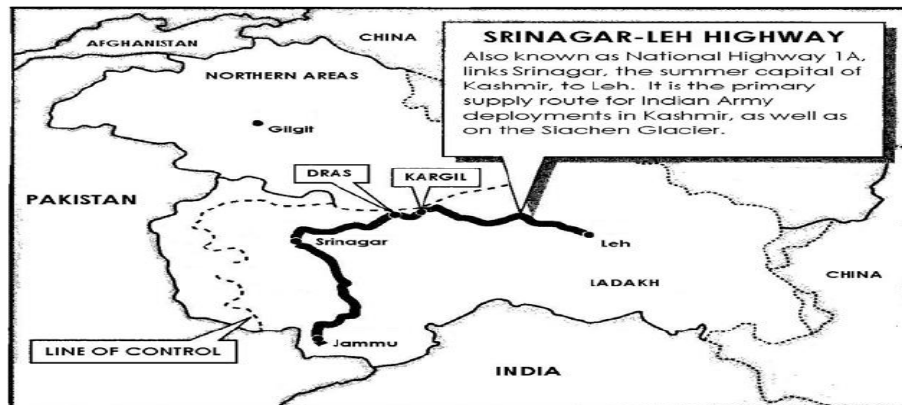 AFGHANISTAN
CHINA
SRINAGAR-LEH HIGHWAY
Also known as National Highway 1A,
links Srinagar, the summer capital of
Kashmir, to Leh. It is the primary
supply route for Indian Army
deployments in Kashmir, as well as
on the Siachen Glacier.
NORTHERN AREAS
Gilgit
DRAS
KARGIL
PAKISTAN
Srinagar
Leh
LADAKH
CHINA
LINE OF CONTROL
Jammu
INDIA